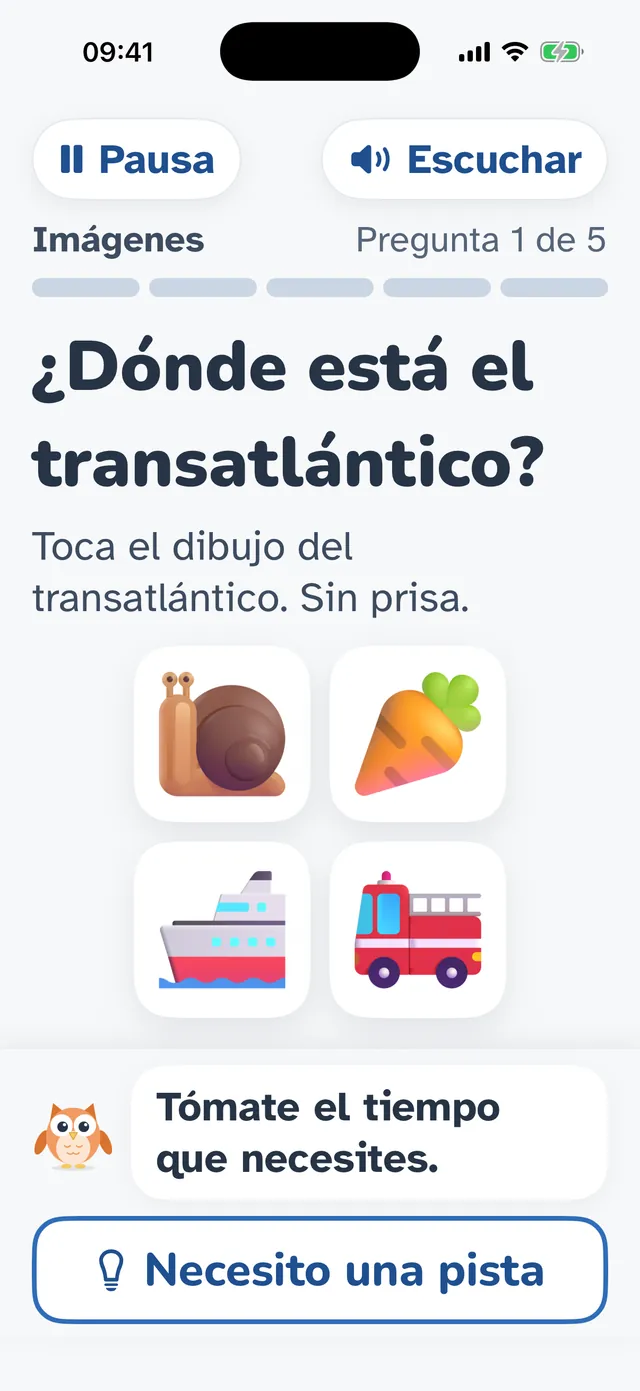 09:41
Pausa
Escuchar
Imágenes
Pregunta 1 de 5
¿Dónde está el
transatlántico?
Toca el dibujo del
transatlántico. Sin prisa.
Tómate el tiempo
que necesites.
Necesito una pista